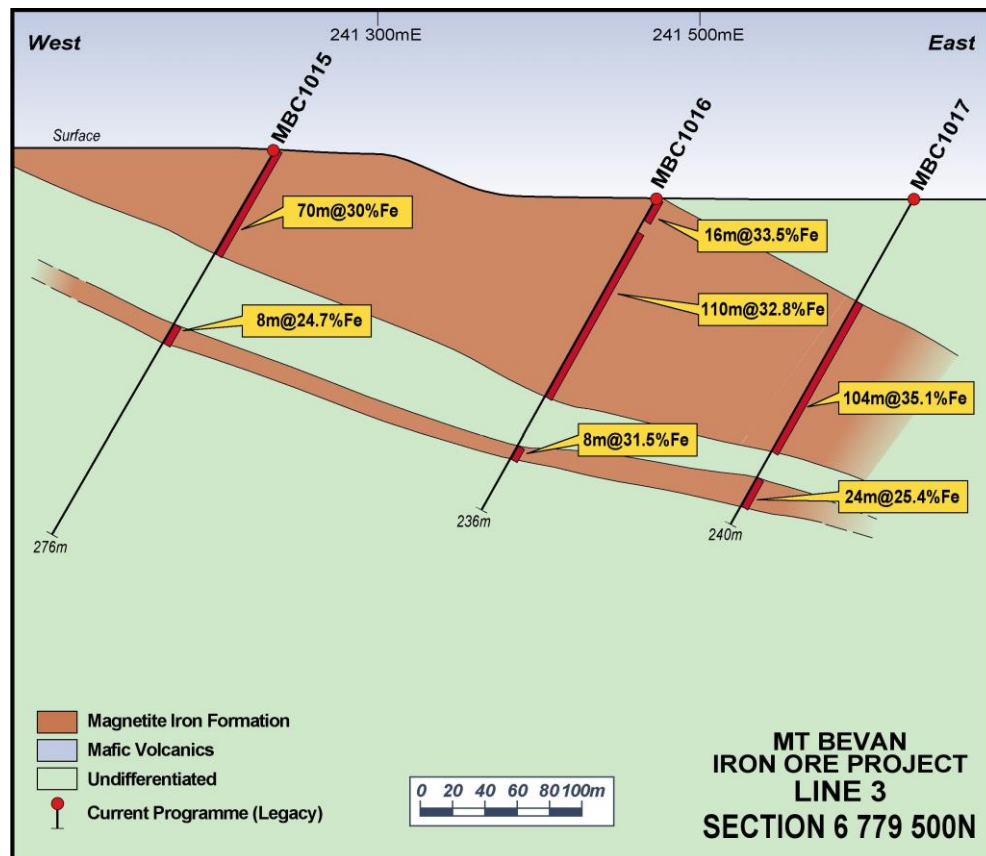 West
241 300mE
241 500mE
East
MBC1015
MBC1016
MBC1017
Surface
70m@30%Fe
16m@33.5%Fe
8m@24.7%Fe
110m@32.8%Fe
104m@35.1%Fe
8m@31.5%Fe
24m@25.4%Fe
276m
236m
240m
Magnetite Iron Formation
Mafic Volcanics
Undifferentiated
Current Programme (Legacy)
0 20 40 60 80 100m
MT BEVAN
IRON ORE PROJECT
LINE 3
SECTION 6 779 500N